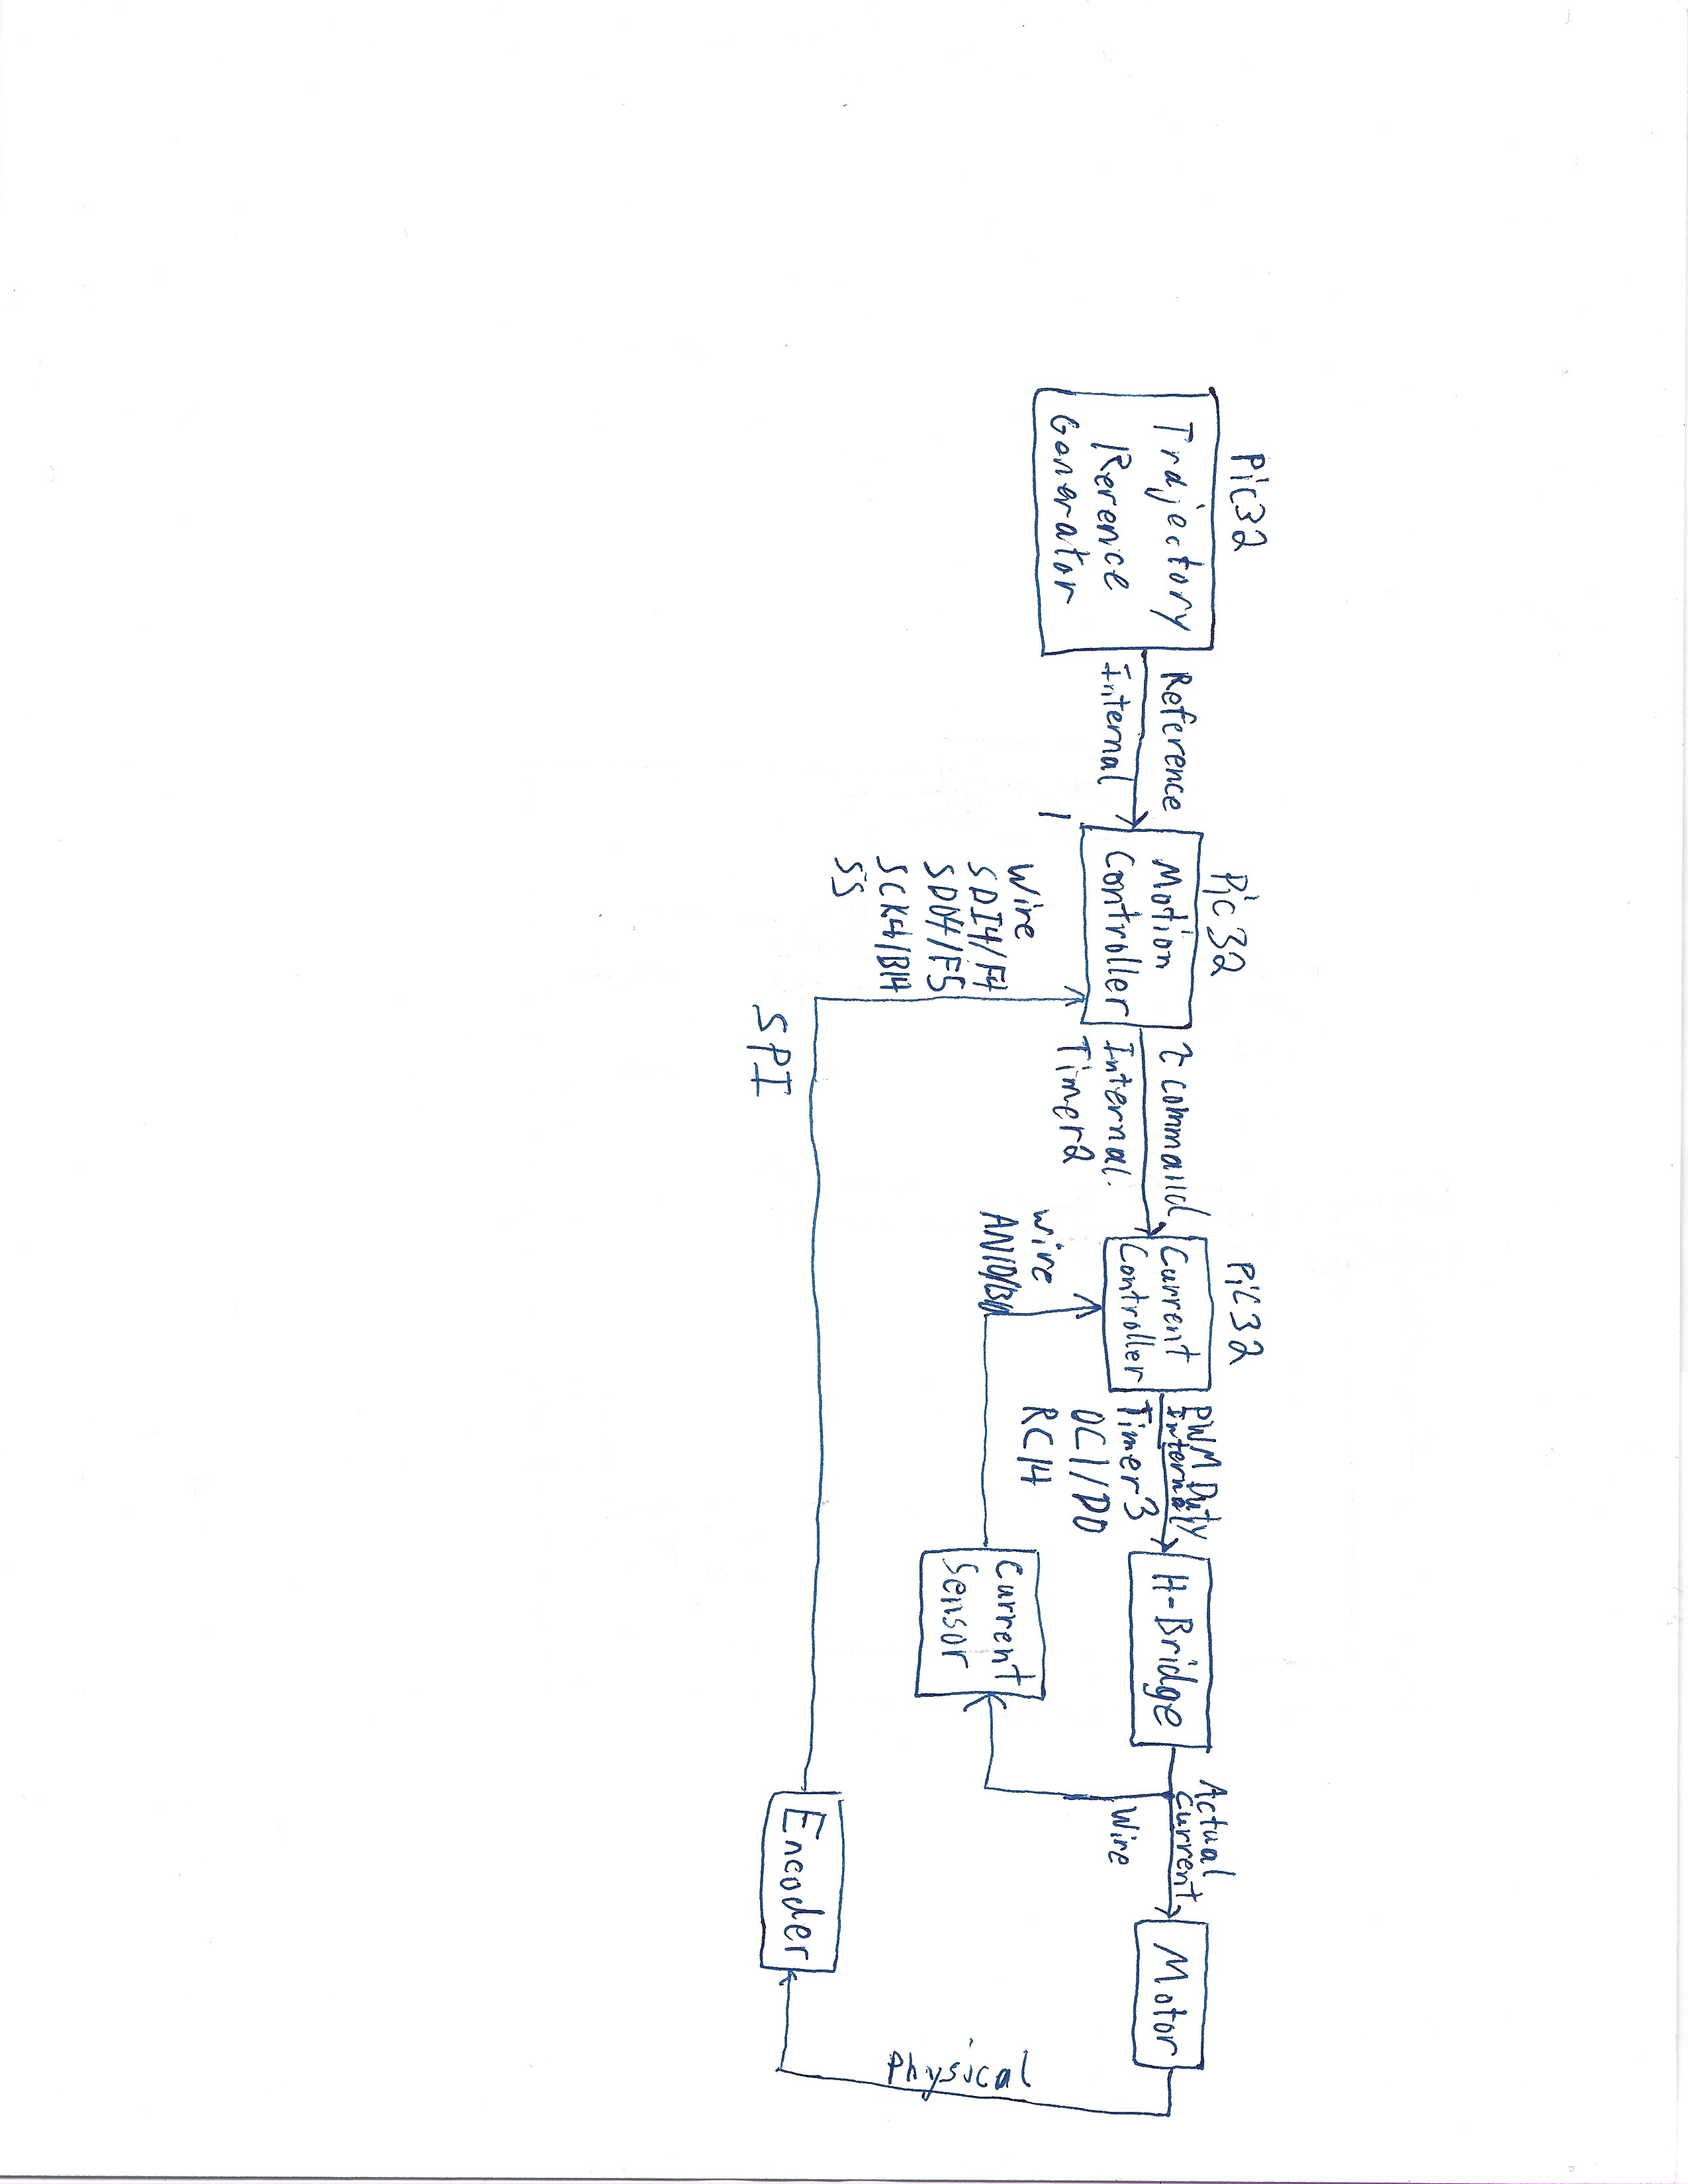 Pic32
Trajectory
Rerence
Generator
Reference
Internal
Pic32
Motion
Controller
Wire
SDI4/F4
SDO4/F5
SCK4/B14
SS
SPI
τ command
Internal
Timer2
Pic32
Current
Controller
wire
PWM Duty
Internal
Timer3
OC1/D0
RC14
H-Bridge
Current
Sensor
Actual
Current
Wire
Motor
Encoder
Physical